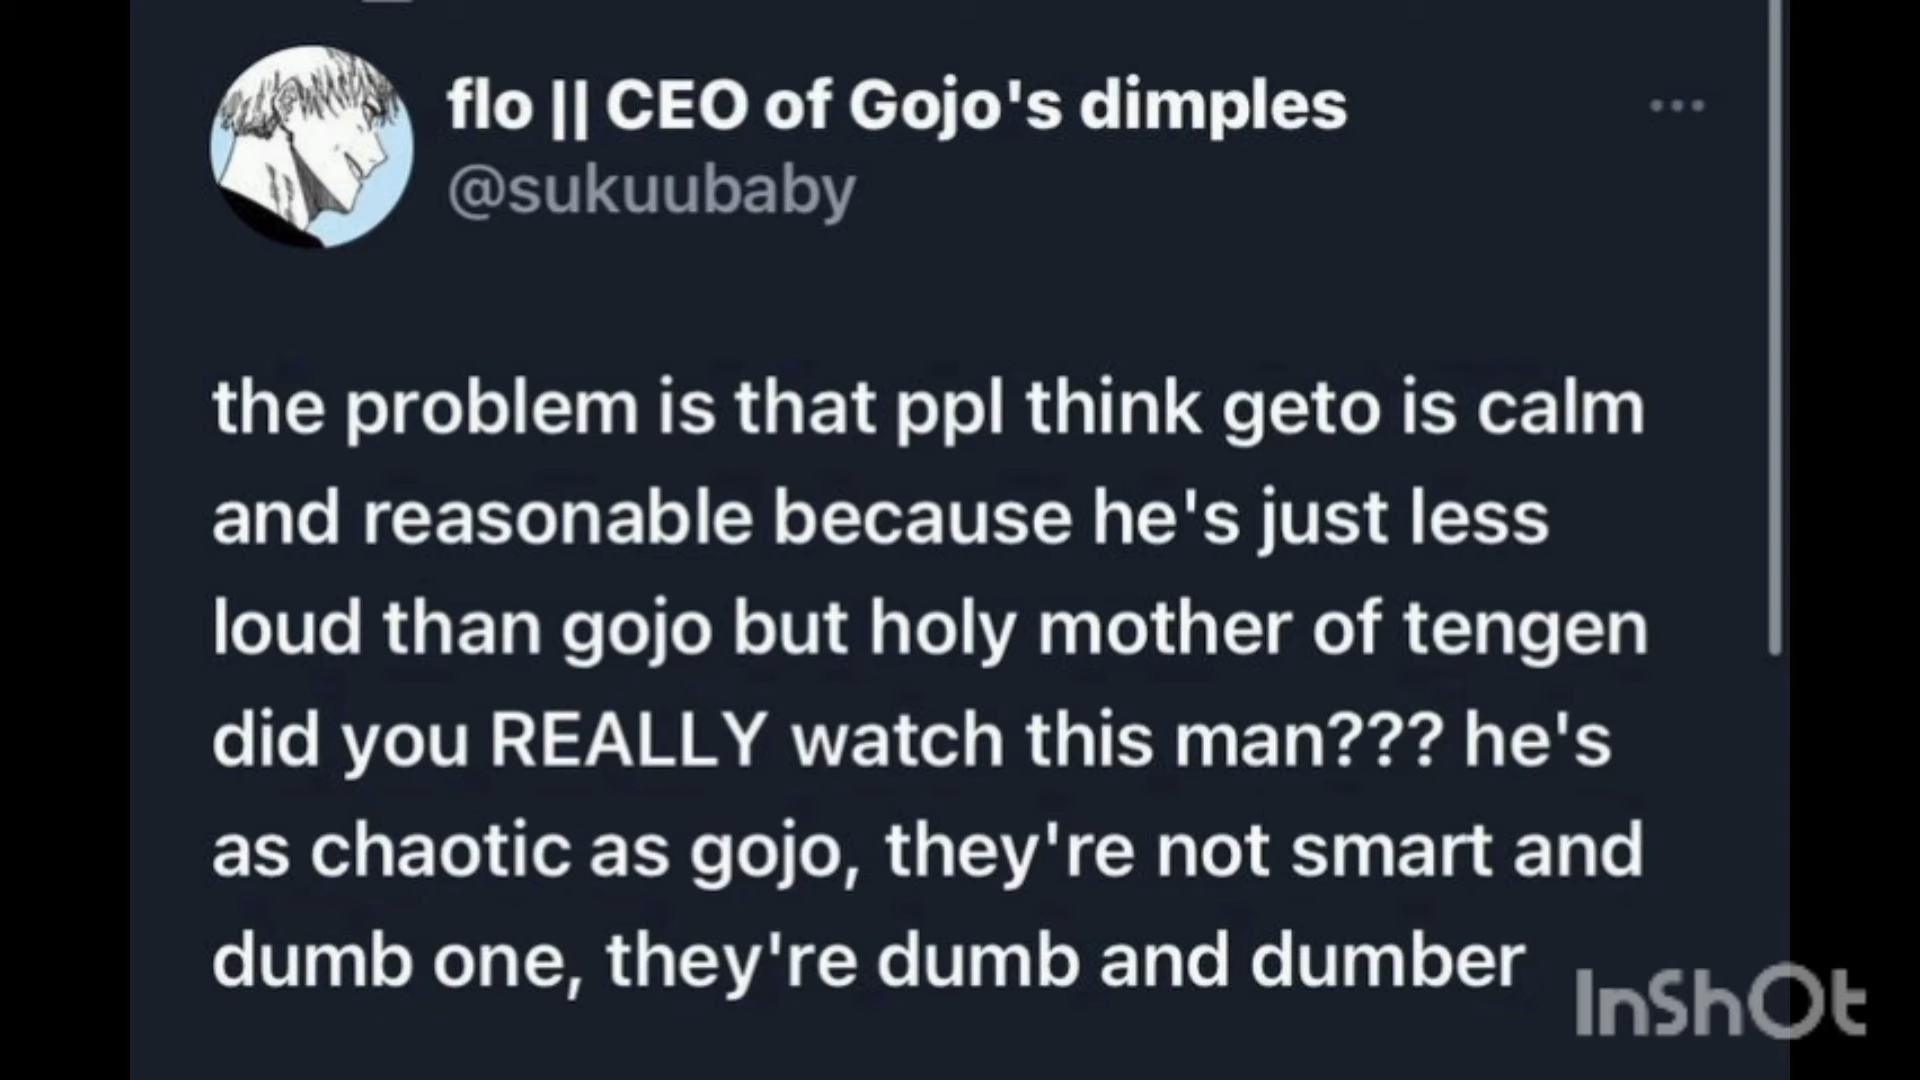 flo || CEO of Gojo's dimples
@sukuubaby
the problem is that ppl think geto is calm
and reasonable because he's just less
loud than gojo but holy mother of tengen
did you REALLY watch this man??? he's
as chaotic as gojo, they're not smart and
dumb one, they're dumb and dumber
InShOt